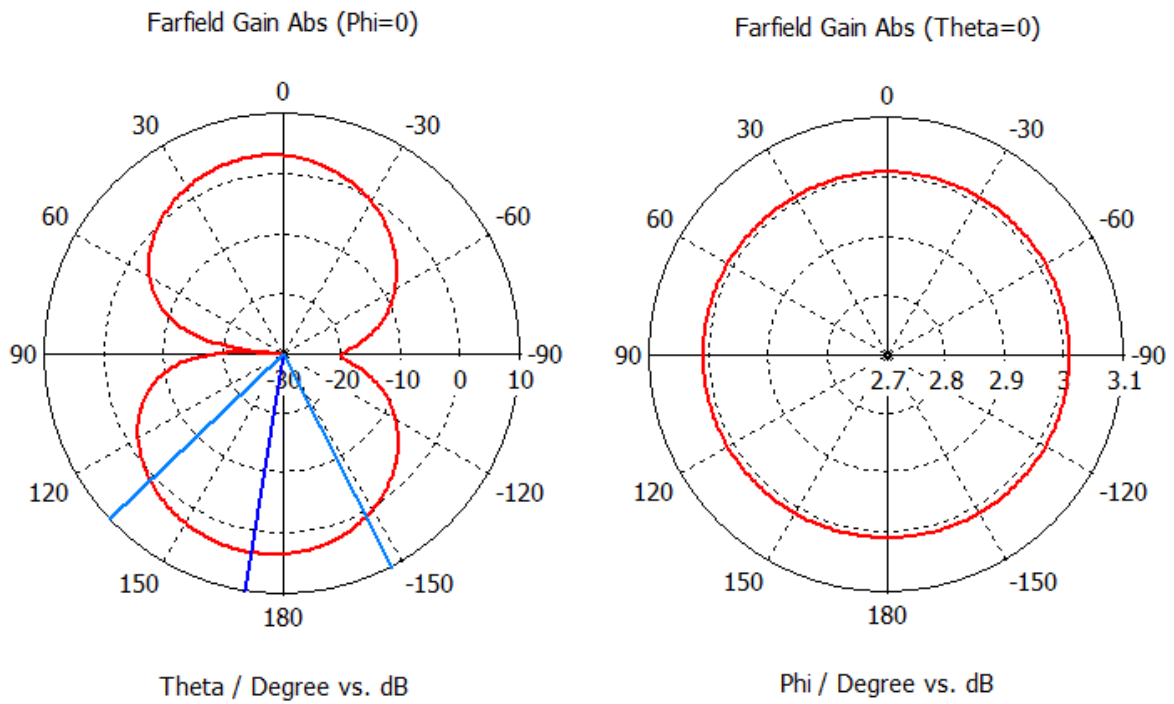 Farfield Gain Abs (Phi=0)
0
30 -30
60 -60
90 -90
-30 -20 -10 0 10
120 -120
150 -150
180
Theta / Degree vs. dB
Farfield Gain Abs (Theta=0)
0
30 -30
60 -60
90 -90
2.7 2.8 2.9 3 3.1
120 -120
150 -150
180
Phi / Degree vs. dB